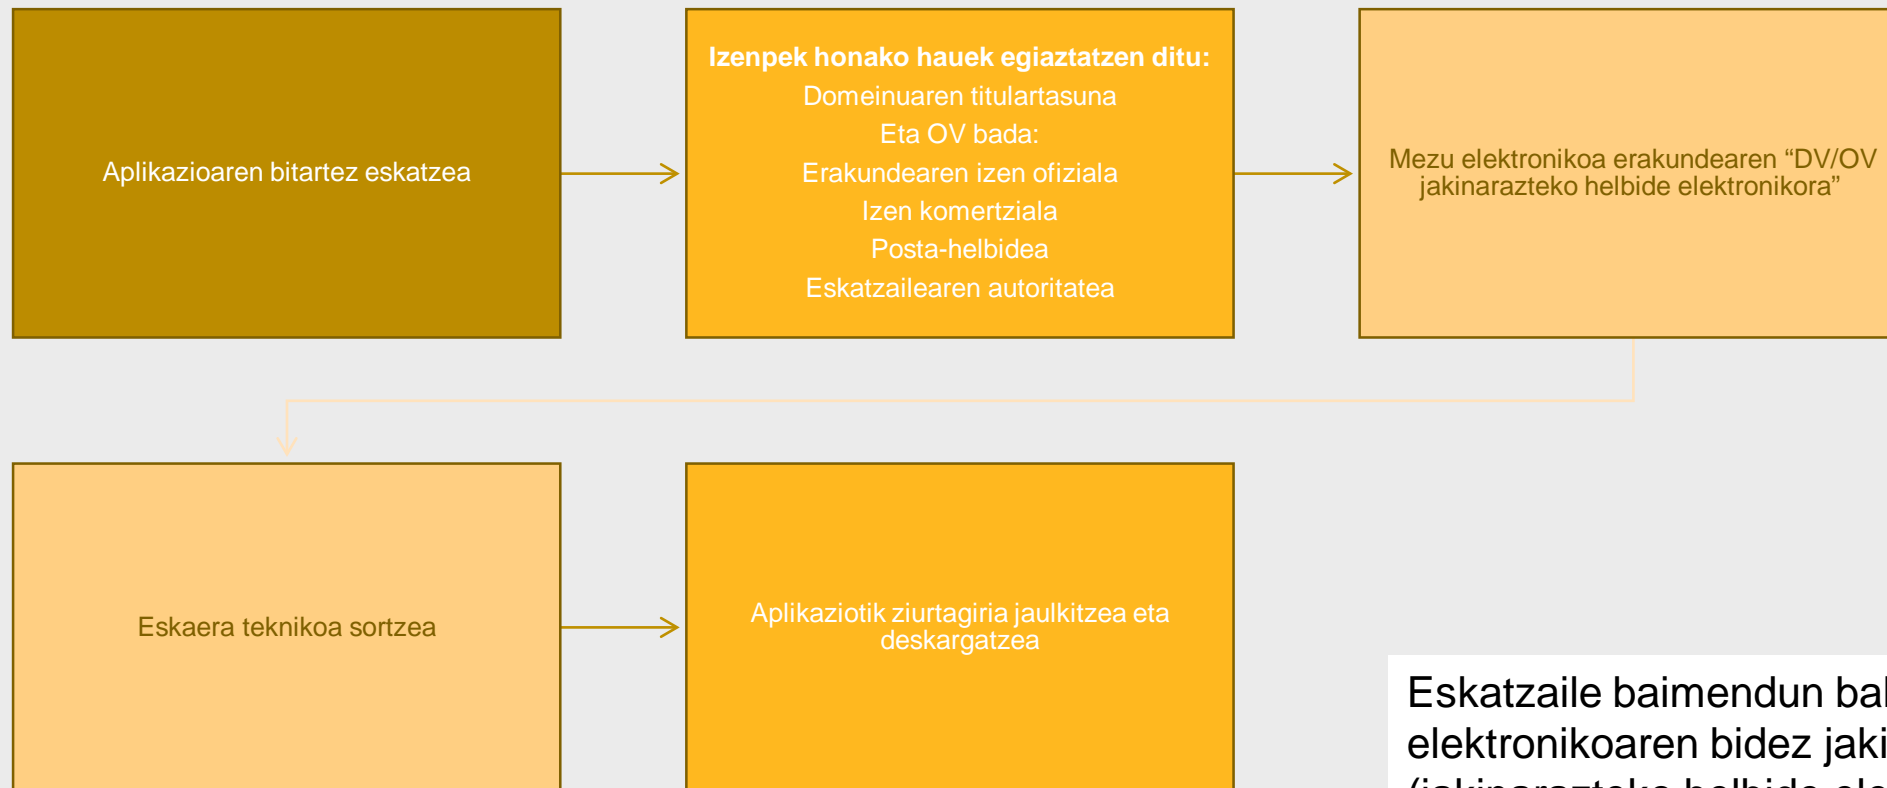 Aplikazioaren bitartez eskatzea
Izenpek honako hauek egiaztatzen ditu:
Domeinuaren titulartasuna
Eta OV bada:
Erakundearen izen ofiziala
Izen komertziala
Posta-helbidea
Eskatzailearen autoritatea
Mezu elektronikoa erakundearen “DV/OV
jakinarazteko helbide elektronikora”
Eskaera teknikoa sortzea
Aplikaziotik ziurtagiria jaulkitzea eta
deskargatzea
Eskatzaile baimendun
elektronikoaren bidez
(jakinarazteko helbide